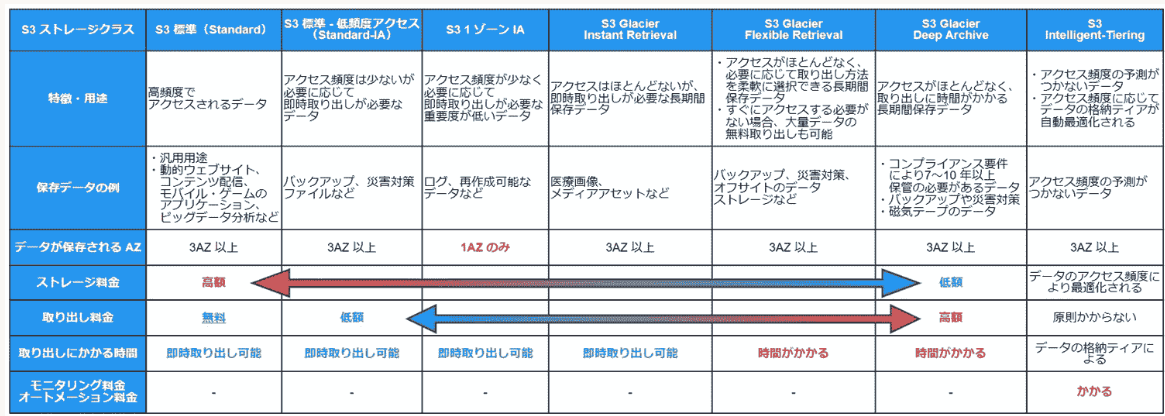 S3 ストレージクラス
S3 標準（Standard）
S3 標準 - 低頻度アクセス
（Standard-IA）
S3 1 ゾーン IA
S3 Glacier
Instant Retrieval
S3 Glacier
Flexible Retrieval
S3 Glacier
Deep Archive
S3
Intelligent-Tiering
特徴・用途
高頻度で
アクセスされるデータ
アクセス頻度は少ないが
必要に応じて
即時取り出しが必要な
データ
アクセス頻度が少なく
必要に応じて
即時取り出しが必要な
重要度が低いデータ
アクセスはほとんどないが、
即時取り出しが必要な長期間
保存データ
・アクセスがほとんどなく、
必要に応じて取り出し方法
を柔軟に選択できる長期間
保存データ
・すぐにアクセスする必要が
ない場合、大量データの
無料取り出しも可能
アクセスがほとんどなく、
取り出しに時間がかかる
長期間保存データ
・アクセス頻度の予測が
つかないデータ
・アクセス頻度に応じて
データの格納ティアが
自動最適化される
保存データの例
・汎用用途
・動的ウェブサイト、
コンテンツ配信、
モバイル・ゲームの
アプリケーション、
ビッグデータ分析など
バックアップ、災害対策
ファイルなど
ログ、再作成可能な
データなど
医療画像、
メディアアセットなど
バックアップ、災害対策、
オフサイトのデータ
ストレージなど
・コンプライアンス要件
により7～10 年以上
保管の必要があるデータ
・バックアップや災害対策
・磁気テープのデータ
アクセス頻度の予測が
つかないデータ
データが保存される AZ
3AZ 以上
3AZ 以上
1AZ のみ
3AZ 以上
3AZ 以上
3AZ 以上
3AZ 以上
ストレージ料金
高額
低額
データのアクセス頻度に
より最適化される
取り出し料金
無料
低額
高額
原則かからない
取り出しにかかる時間
即時取り出し可能
即時取り出し可能
即時取り出し可能
即時取り出し可能
時間がかかる
時間がかかる
データの格納ティアに
よる
モニタリング料金
オートメーション料金
-
-
-
-
-
-
かかる